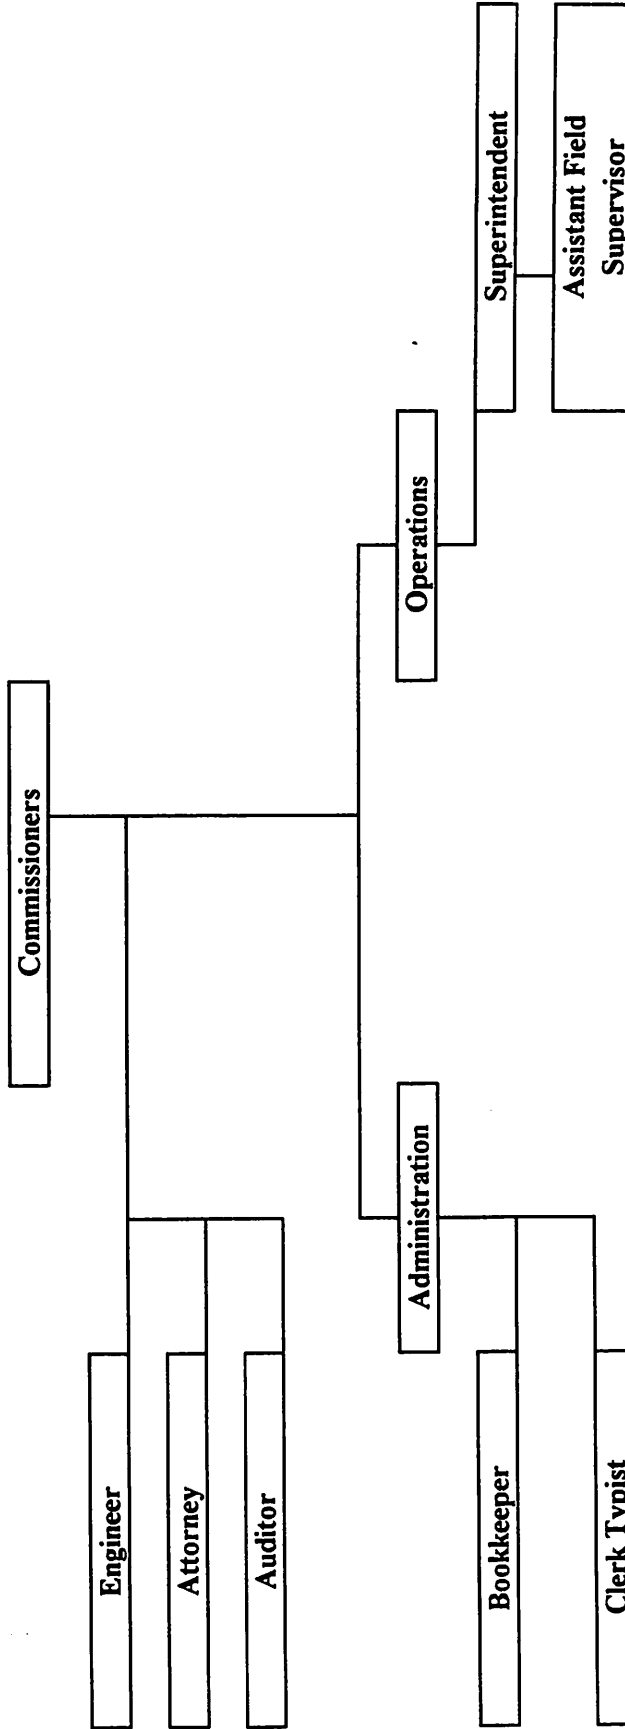 Commissioners
Engineer
Attorney
Auditor
Administration
Operations
Bookkeeper
Superintendent
Clerk Typist
Assistant Field
Supervisor